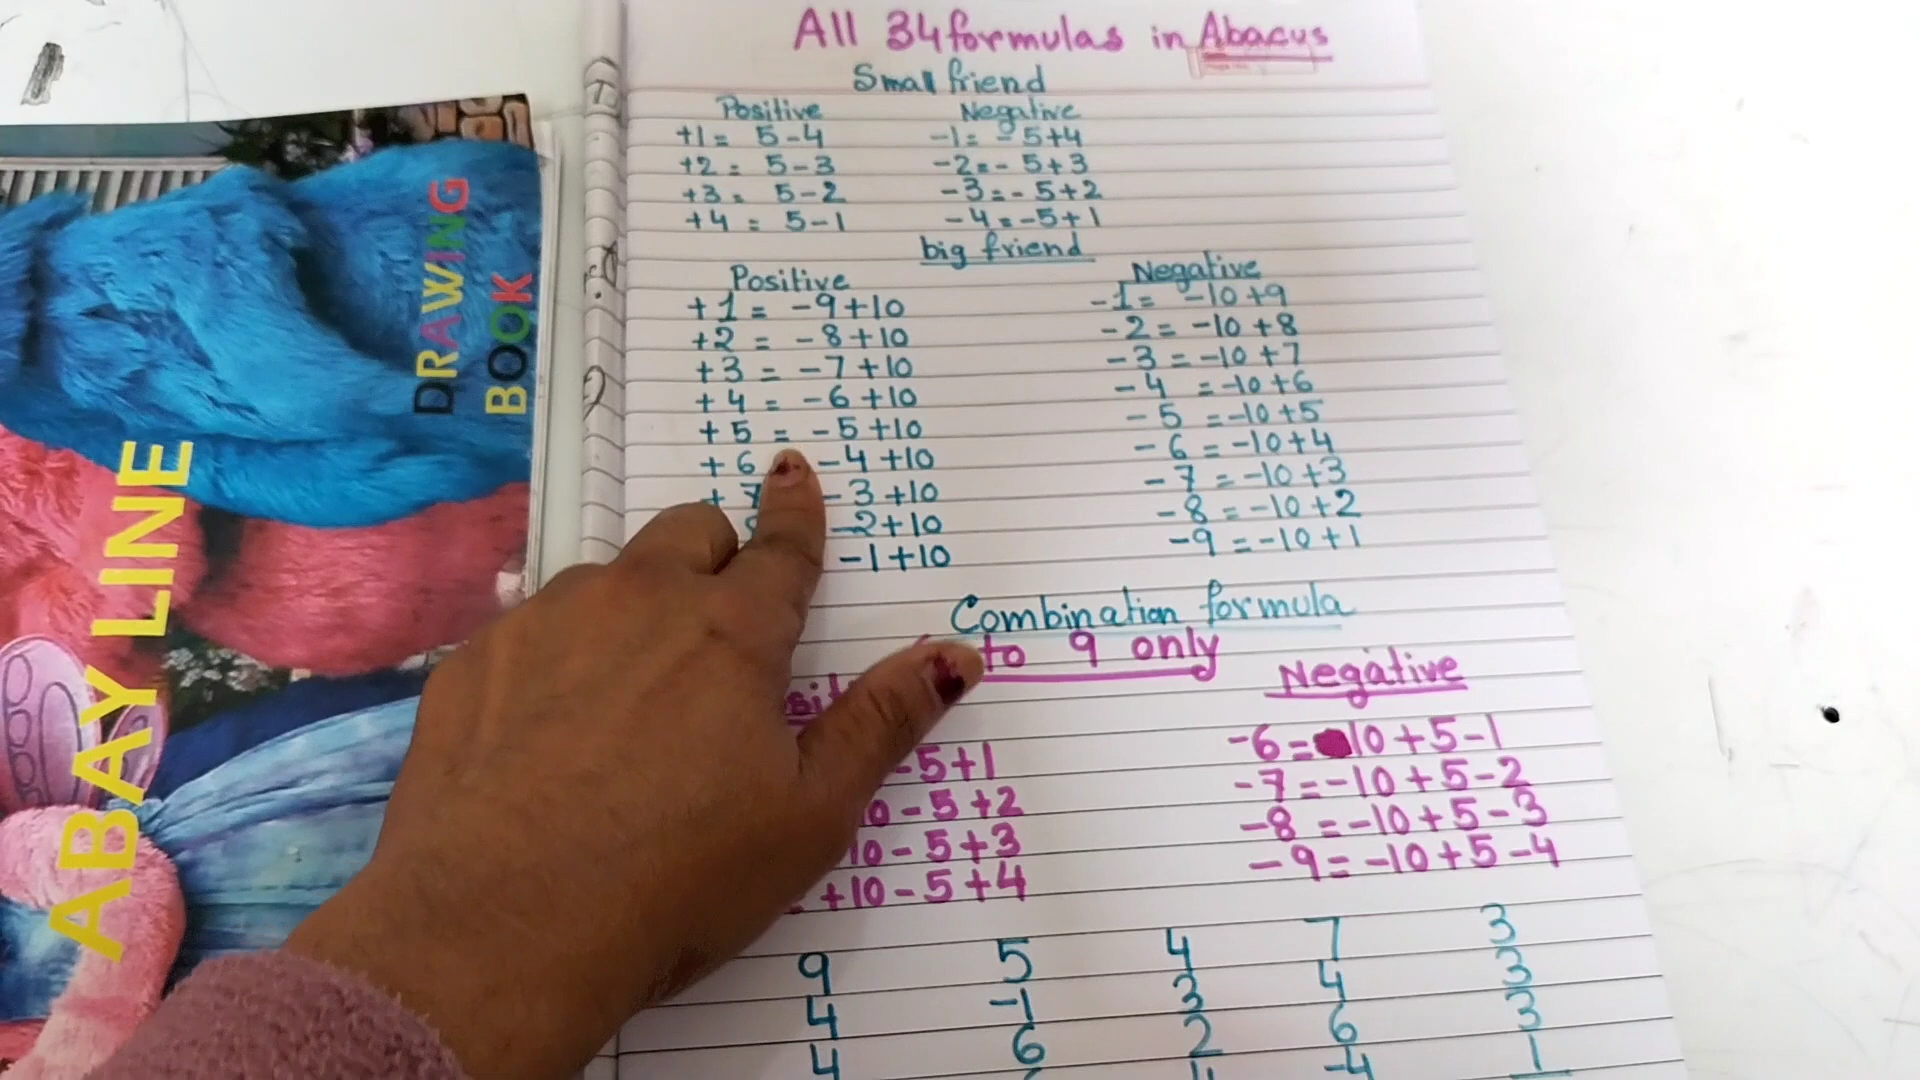 All 34 formulas in Abacus
Small friend
Positive Negative
+1 = 5-4 -1 = -5+4
+2 = 5-3 -2 = -5+3
+3 = 5-2 -3 = -5+2
+4 = 5-1 -4 = -5+1
big friend
Positive Negative
+1 = -9+10 -1 = -10+9
+2 = -8+10 -2 = -10+8
+3 = -7+10 -3 = -10+7
+4 = -6+10 -4 = -10+6
+5 = -5+10 -5 = -10+5
+6 -4+10 -6 = -10+4
+7 -3+10 -7 = -10+3
-2+10 -8 = -10+2
-1+10 -9 = -10+1
Combination formula
to 9 only
Negative
-5+1 -6 = 10+5-1
0-5+2 -7 = -10+5-2
10-5+3 -8 = -10+5-3
= +10-5+4 -9 = -10+5-4
9 5 4 7 3
4 -1 3 4 3
4 6 2 6 3
-4 1
DRAWING
BOOK
ABAY LINE